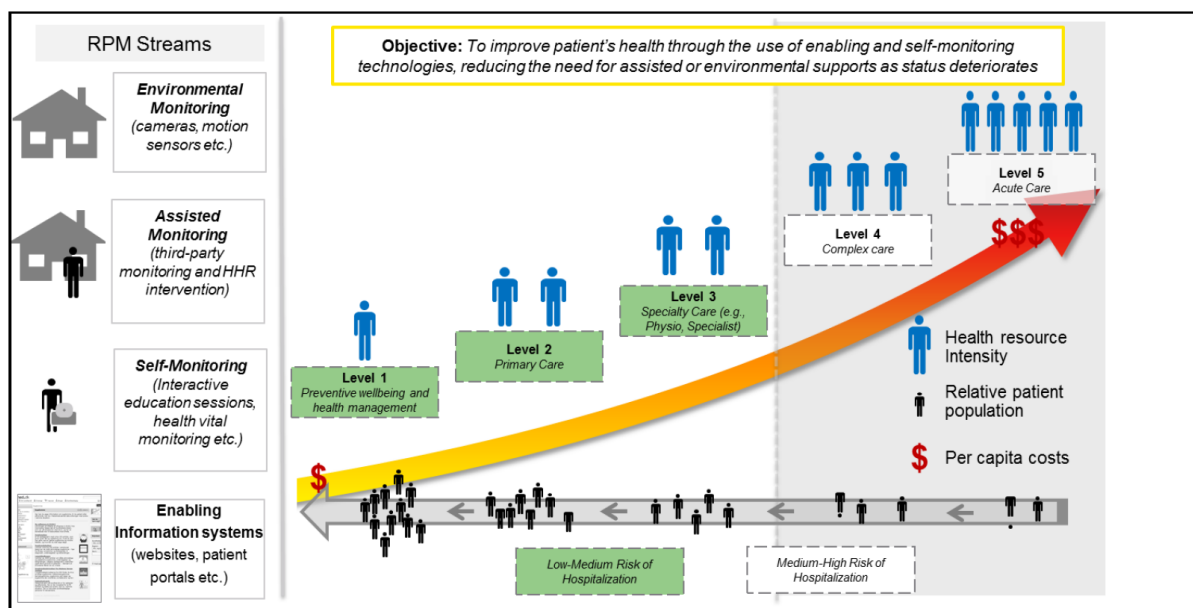 RPM Streams
Environmental
Monitoring
(cameras, motion
sensors etc.)
Assisted
Monitoring
(third-party
monitoring and HHR
intervention)
Self-Monitoring
(Interactive
education sessions,
health vital
monitoring etc.)
Enabling
Information systems
(websites, patient
portals etc.)
Objective: To improve patient's health through the use of enabling and self-monitoring
technologies, reducing the need for assisted or environmental supports as status deteriorates
Level 1
Preventive wellbeing and
health management
Level 2
Primary Care
Level 3
Specialty Care (e.g.,
Physio, Specialist)
Level 4
Complex care
Level 5
Acute Care
$
$$$
Health resource
Intensity
Relative patient
population
$ Per capita costs
Low-Medium Risk of
Hospitalization
Medium-High Risk of
Hospitalization